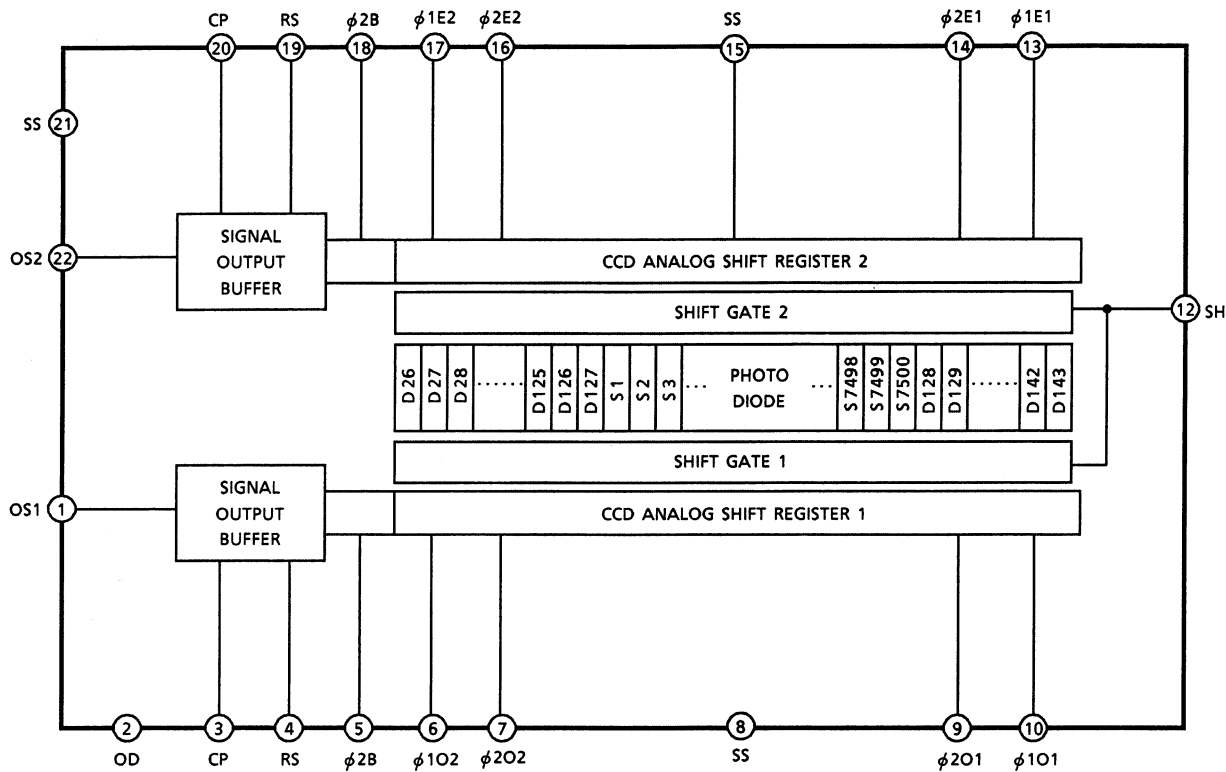 CP RS ϕ2B ϕ1E2 ϕ2E2 SS ϕ2E1 ϕ1E1
20 19 18 17 16 15 14 13
SS 21
OS2 22
SIGNAL
OUTPUT
BUFFER
CCD ANALOG SHIFT REGISTER 2
SHIFT GATE 2
12 SH
D26 D27 D28 ...... D125 D126 D127 S1 S2 S3 ... PHOTO DIODE ... S7498 S7499 S7500 D128 D129 ...... D142 D143
SHIFT GATE 1
OS1 1
SIGNAL
OUTPUT
BUFFER
CCD ANALOG SHIFT REGISTER 1
2 3 4 5 6 7 8 9 10
OD CP RS ϕ2B ϕ1O2 ϕ2O2 SS ϕ2O1 ϕ1O1